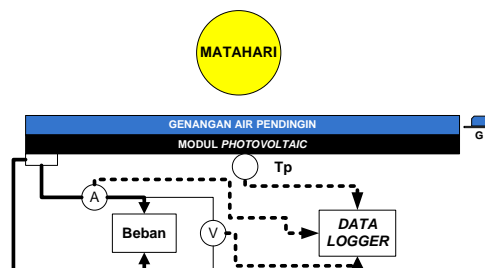 MATAHARI
GENANGAN AIR PENDINGIN
MODUL PHOTOVOLTAIC
G
Tp
A
Beban
V
DATA
LOGGER